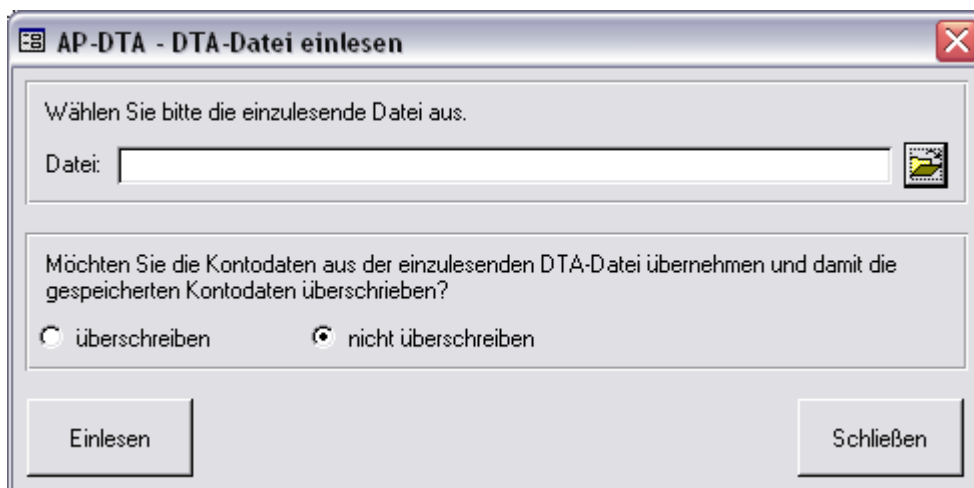 AP-DTA - DTA-Datei einlesen
Wählen Sie bitte die einzulesende Datei aus.
Datei:
Möchten Sie die Kontodaten aus der einzulesenden DTA-Datei übernehmen und damit die
gespeicherten Kontodaten überschrieben?
überschreiben nicht überschreiben
Einlesen Schließen